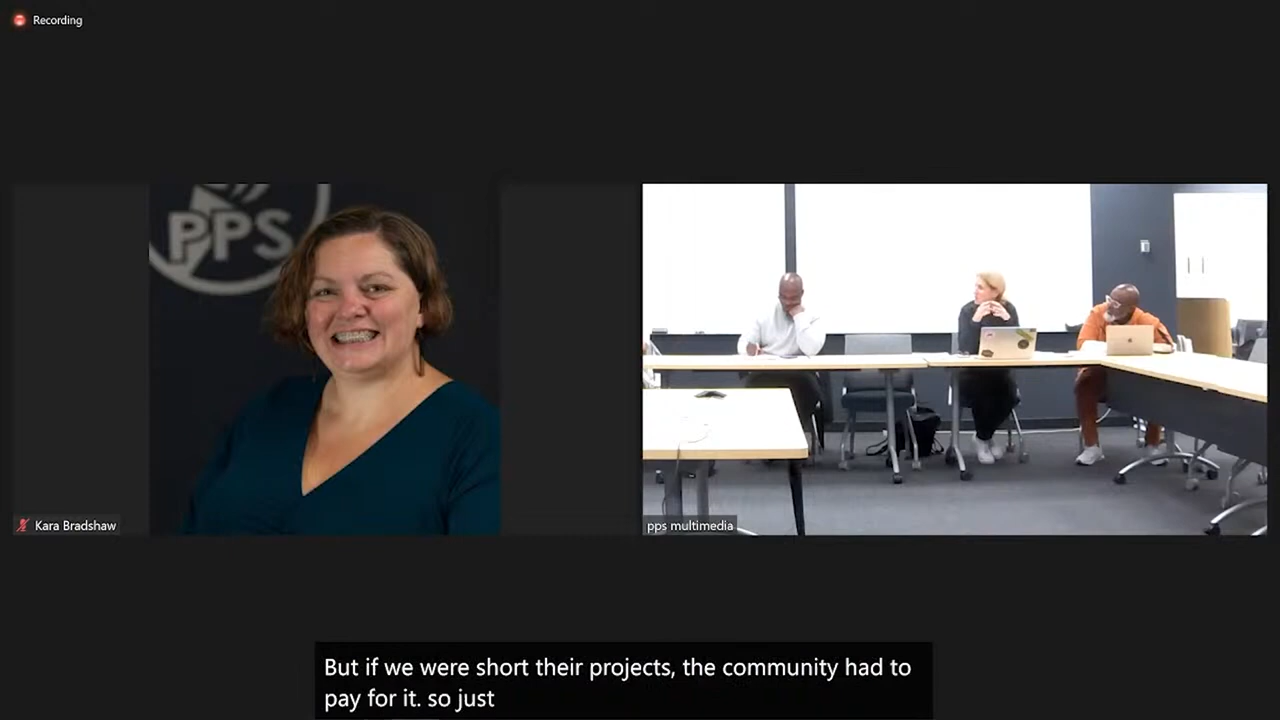 Recording
PPS
Kara Bradshaw
pps multimedia
But if we were short their projects, the community had to
pay for it. so just